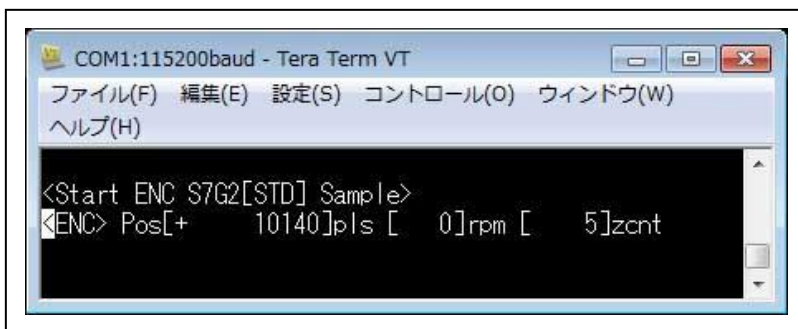 COM1:115200baud - Tera Term VT
ファイル(F) 編集(E) 設定(S) コントロール(O) ウィンドウ(W)
ヘルプ(H)
<Start ENC S7G2[STD] Sample>
<ENC> Pos[+      10140]pls [   0]rpm [     5]zcnt